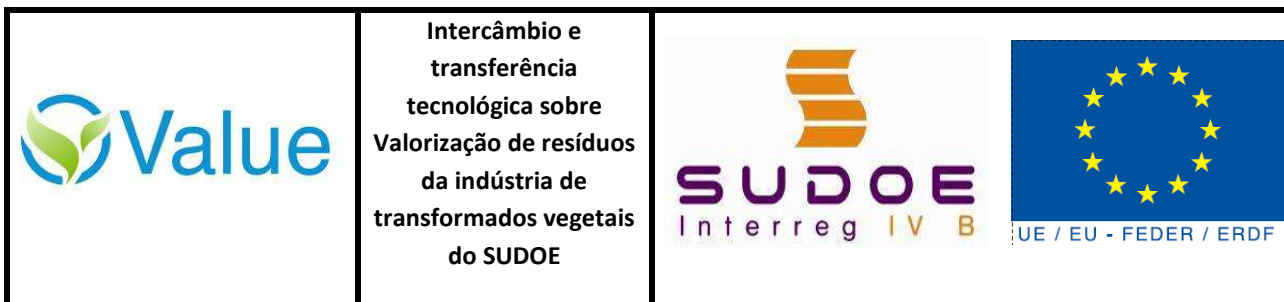 Value
Intercâmbio e
transferência
tecnológica sobre
Valorização de resíduos
da indústria de
transformados vegetais
do SUDOE
SUDOE
Interreg IV B
UE / EU - FEDER / ERDF